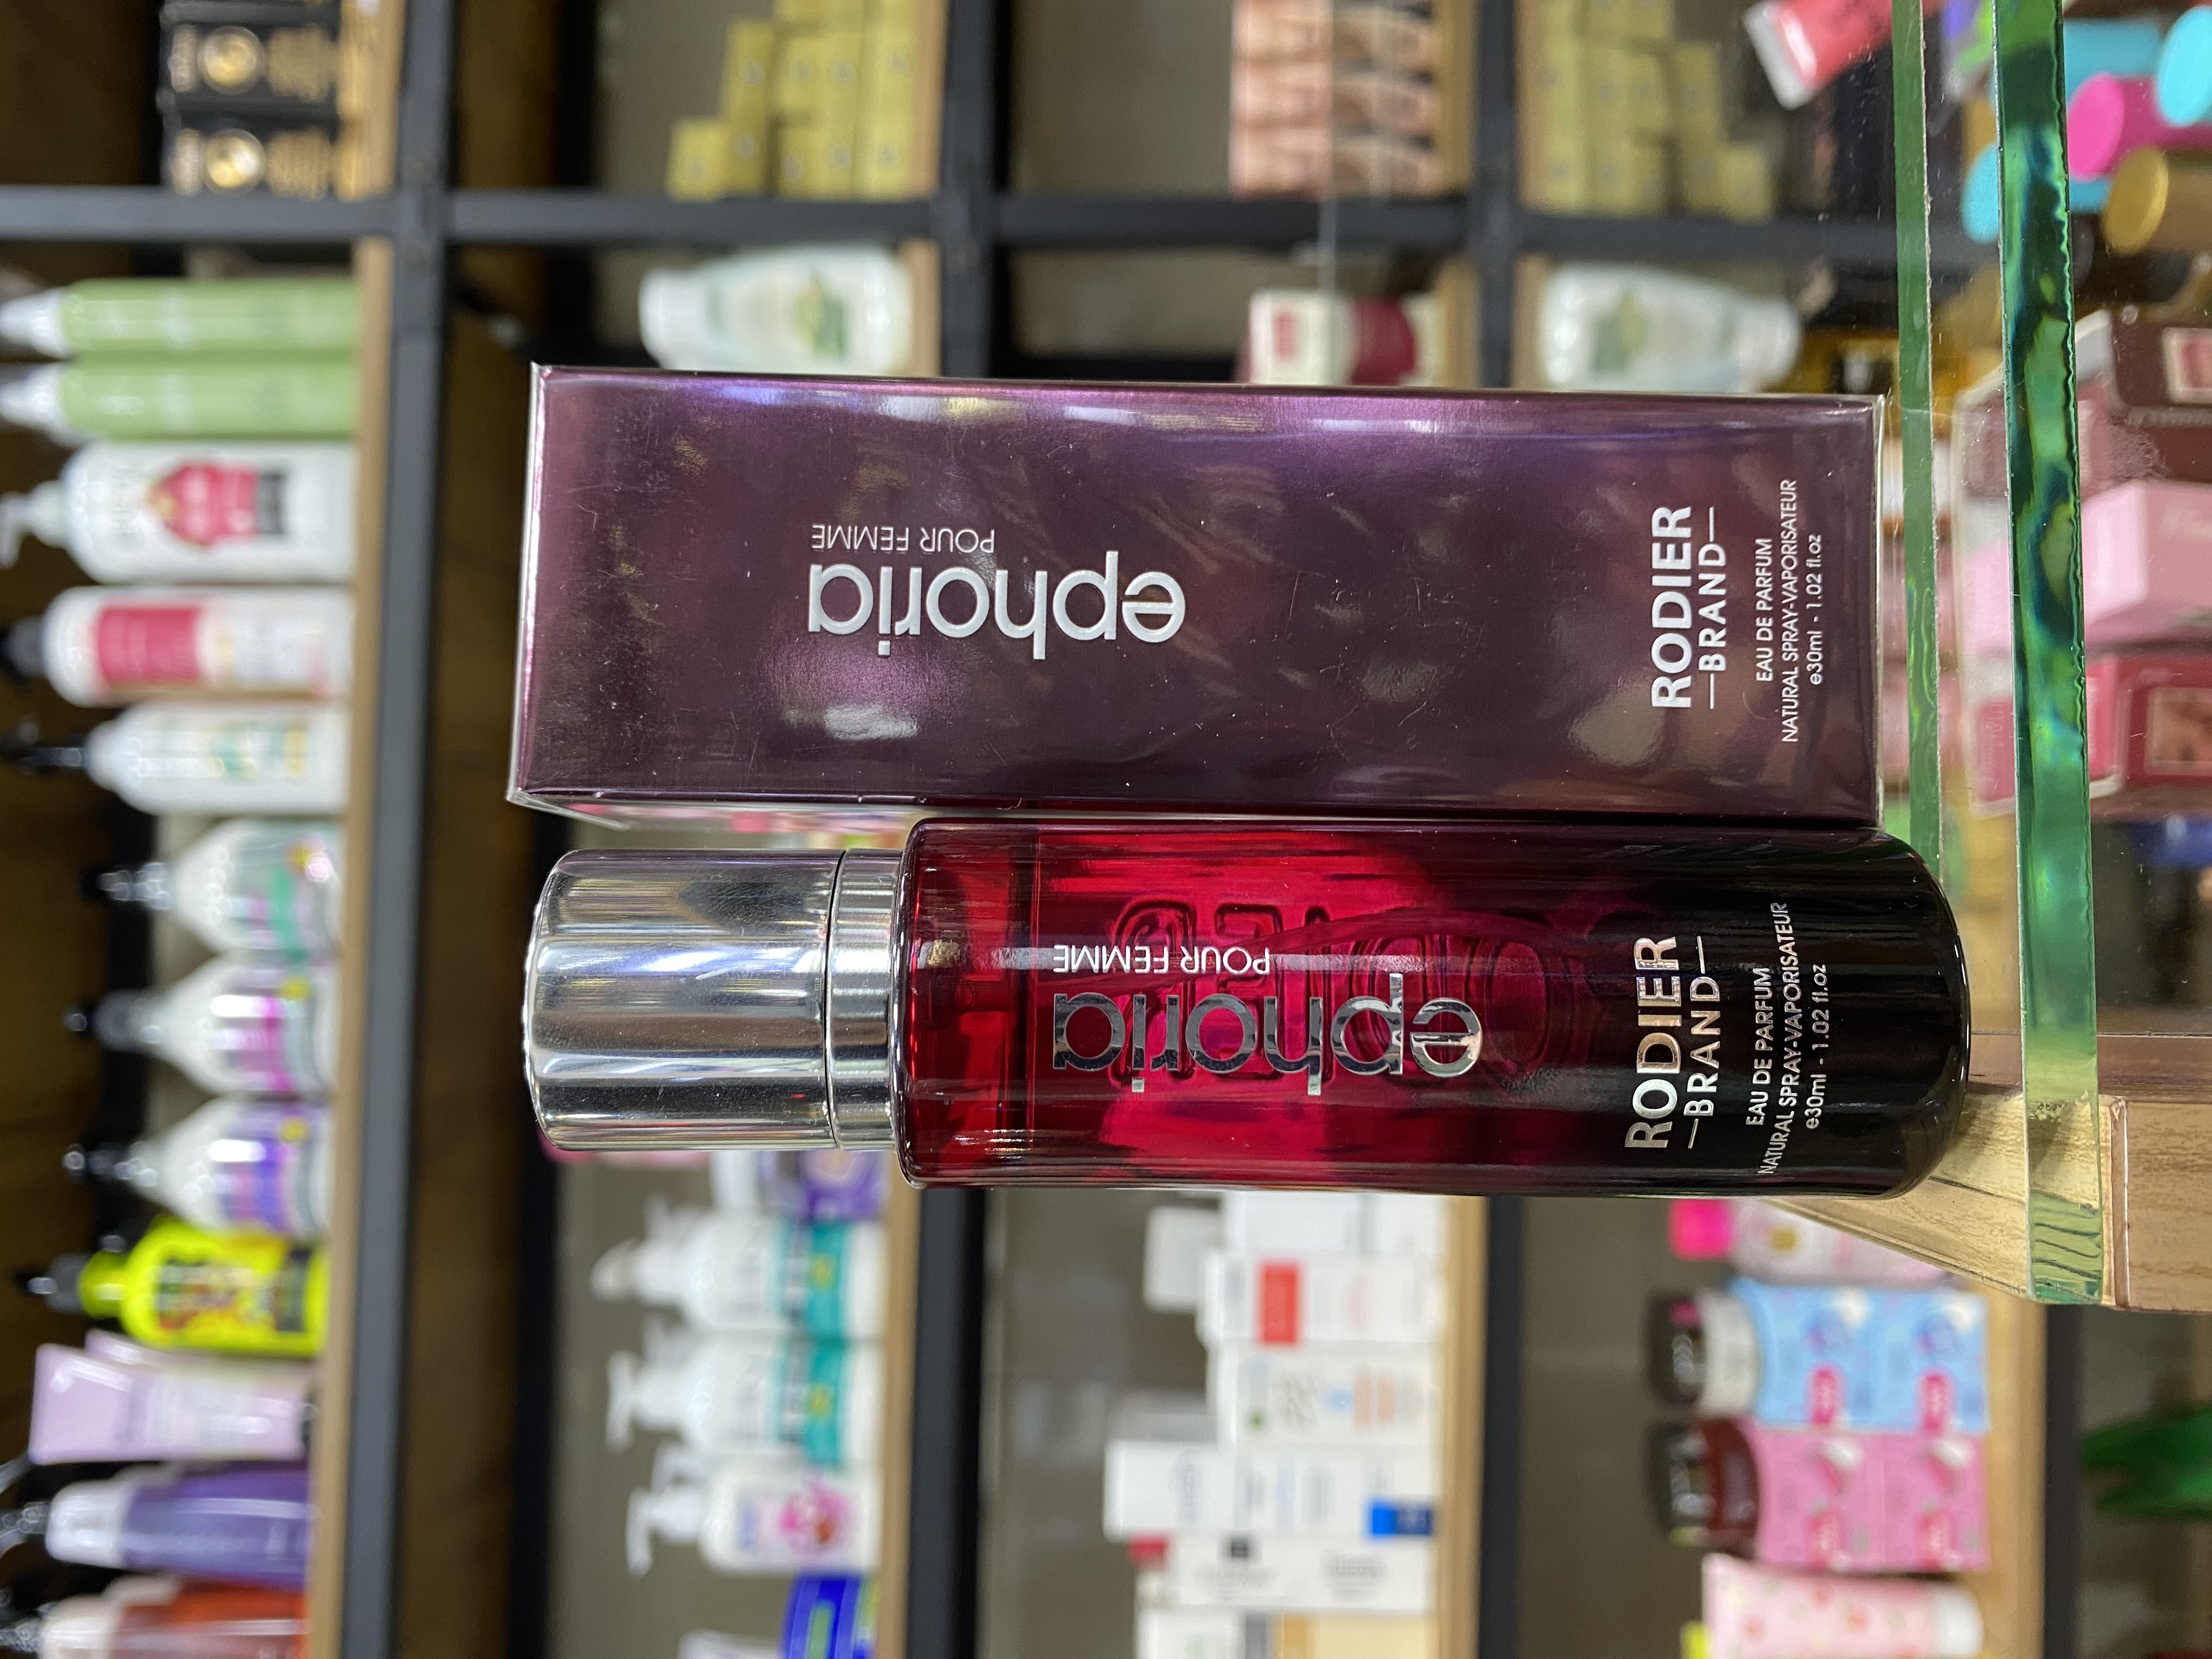 ephoria
POUR FEMME
RODIER
BRAND
EAU DE PARFUM
NATURAL SPRAY-VAPORISATEUR
e30ml - 1.02 fl.oz
ephoria
POUR FEMME
RODIER
BRAND
EAU DE PARFUM
NATURAL SPRAY-VAPORISATEUR
e30ml - 1.02 fl.oz